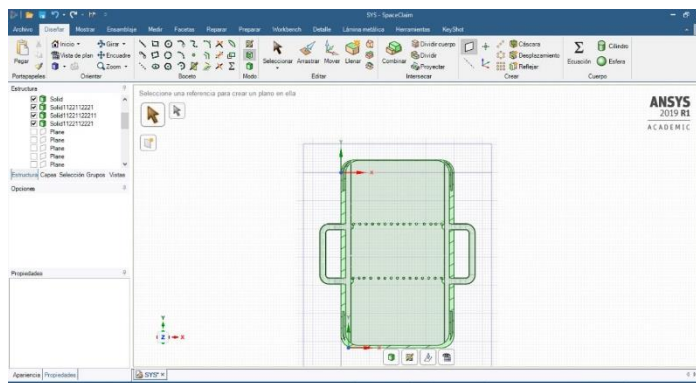 SYS - SpaceClaim
Archivo Diseñar Mostrar Ensamblaje Medir Facetas Reparar Preparar Workbench Detalle Lámina metálica Herramientas KeyShot
Pegar
Inicio Girar
Vista de plan Encuadre
Zoom
Seleccionar Arrastrar Mover Llenar
Combinar
Dividir cuerpo
Dividir
Proyectar
Cáscara
Desplazamiento
Reflejar
Ecuación
Cilindro
Esfera
Portapapeles Orientar Boceto Modo Editar Intersecar Crear Cuerpo
Estructura
Solid
Solid1122112221
Solid11221122211
Solid112211221
Plane
Plane
Plane
Plane
Plane
Estructura Capas Selección Grupos Vistas
Opciones
Propiedades
Apariencia Propiedades
Seleccione una referencia para crear un plano en ella
ANSYS
2019 R1
ACADEMIC
Y
X
Y
Y
Z
X
SYS*